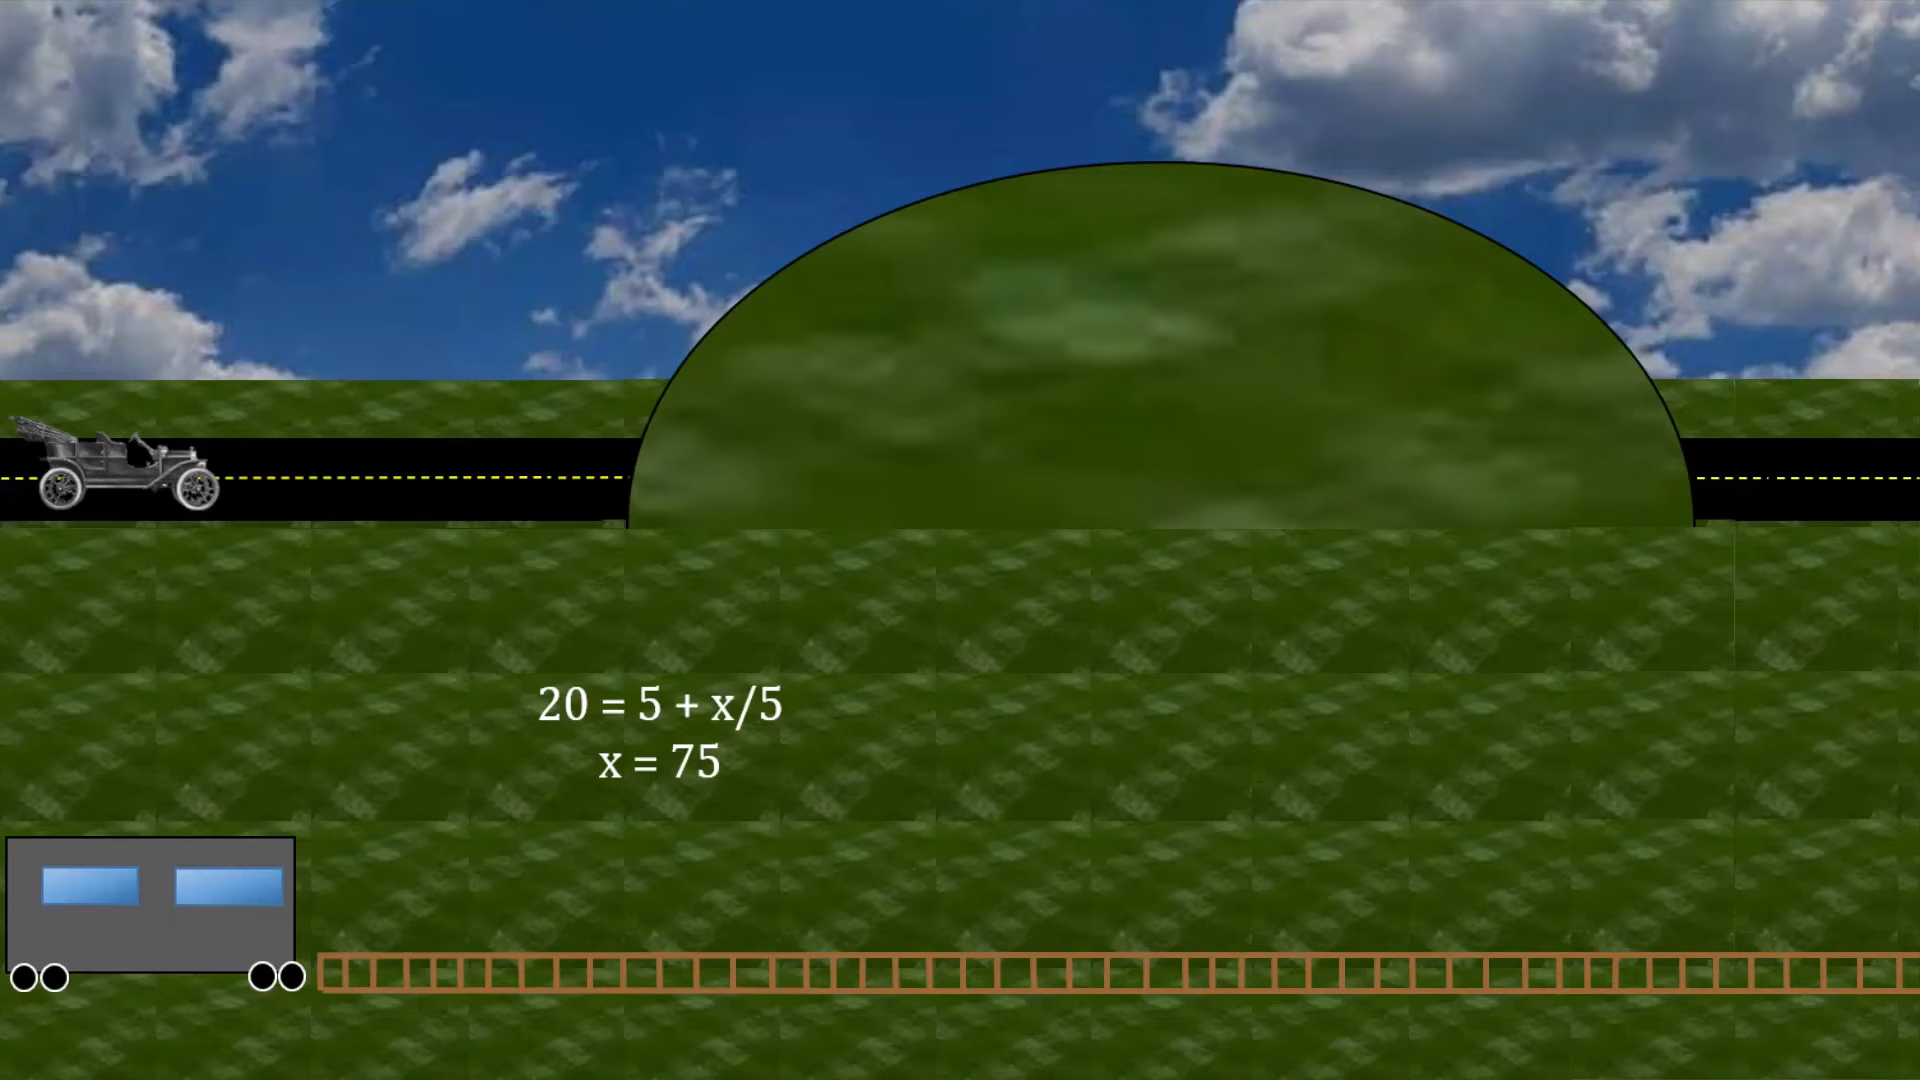 20 = 5 + x/5
x = 75